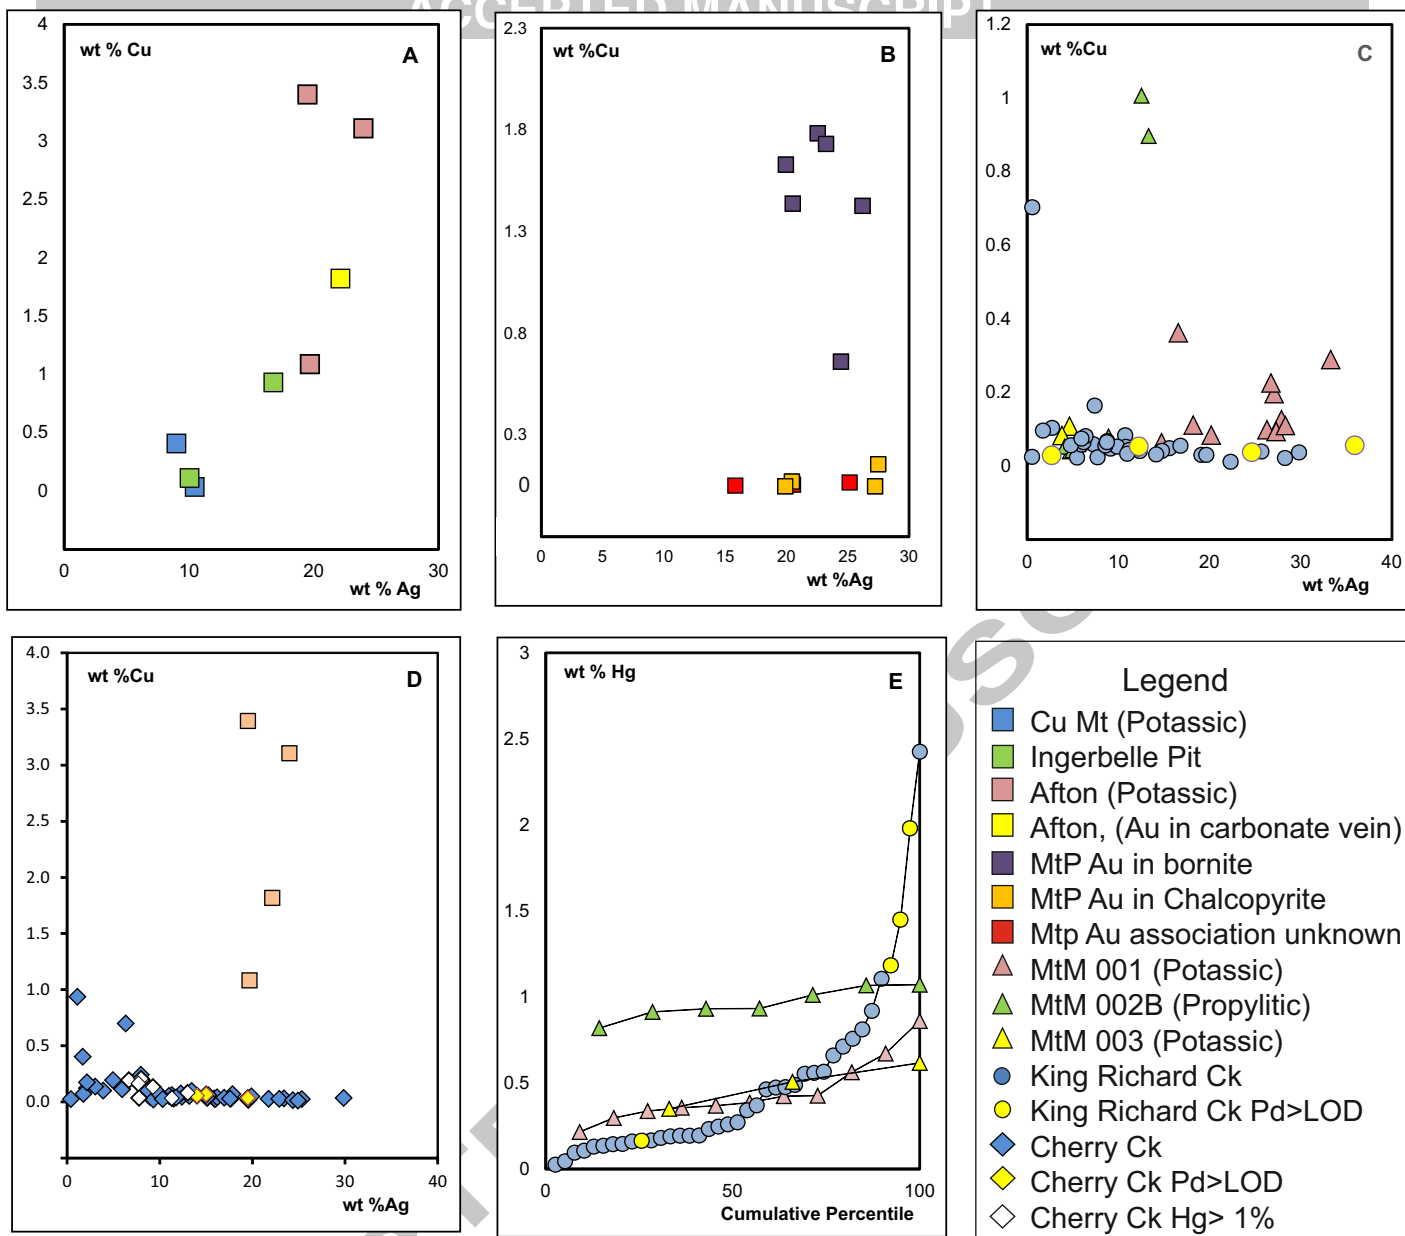 ACCEPTED MANUSCRIPT
4
3.5
3
2.5
2
1.5
1
0.5
0
wt % Cu
A
0
10
20
30
wt % Ag
2.3
1.8
1.3
0.8
0.3
0
wt %Cu
B
0
5
10
15
20
25
30
wt %Ag
1.2
1
0.8
0.6
0.4
0.2
0
wt %Cu
C
0
10
20
30
40
wt %Ag
4.0
3.5
3.0
2.5
2.0
1.5
1.0
0.5
0.0
wt %Cu
D
0
10
20
30
40
wt %Ag
3
2.5
2
1.5
1
0.5
0
wt % Hg
E
0
50
100
Cumulative Percentile
Legend
Cu Mt (Potassic)
Ingerbelle Pit
Afton (Potassic)
Afton, (Au in carbonate vein)
MtP Au in bornite
MtP Au in Chalcopyrite
Mtp Au association unknown
MtM 001 (Potassic)
MtM 002B (Propylitic)
MtM 003 (Potassic)
King Richard Ck
King Richard Ck Pd>LOD
Cherry Ck
Cherry Ck Pd>LOD
Cherry Ck Hg> 1%